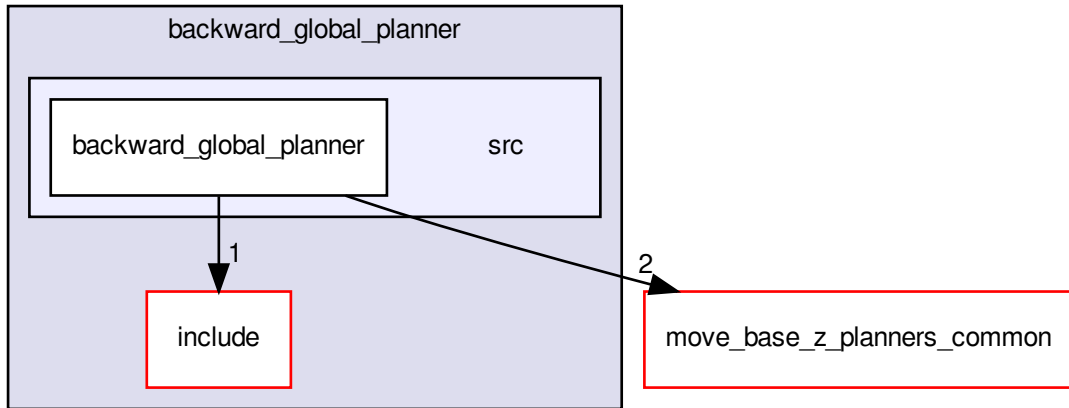 backward_global_planner
backward_global_planner
src
1
2
include
move_base_z_planners_common